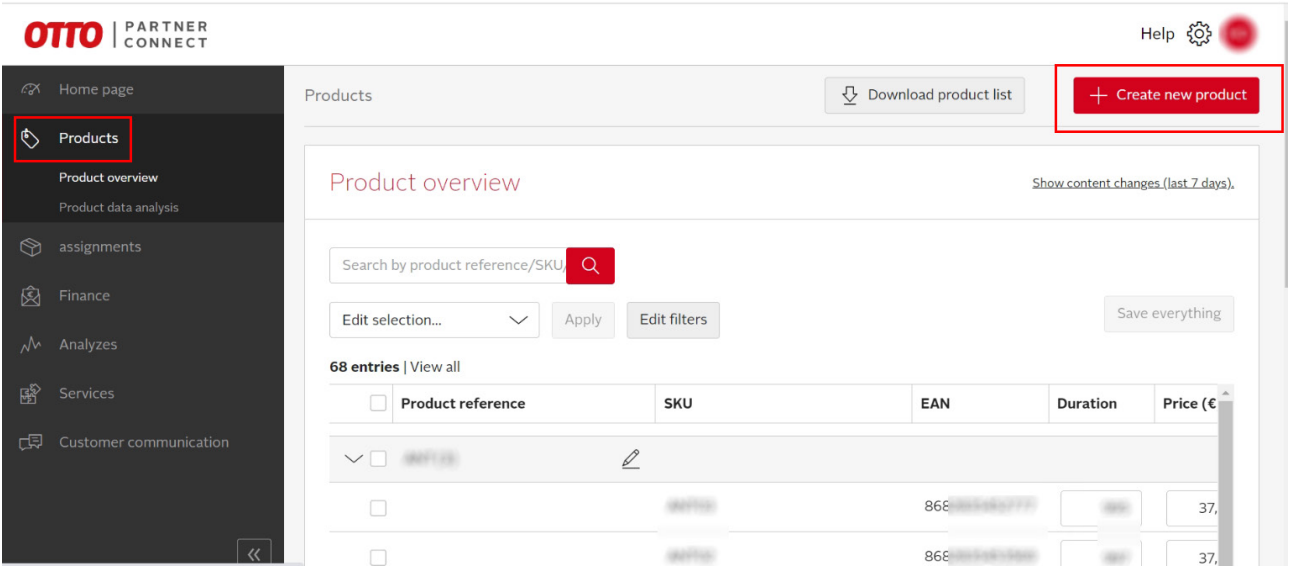 OTTO | PARTNER CONNECT
Help
Home page
Products
Product overview
Product data analysis
assignments
Finance
Analyzes
Services
Customer communication
Products
Download product list
+ Create new product
Product overview
Show content changes (last 7 days).
Search by product reference/SKU/
Edit selection...
Apply
Edit filters
Save everything
68 entries | View all
Product reference SKU EAN Duration Price (€
868 37,
868 37,